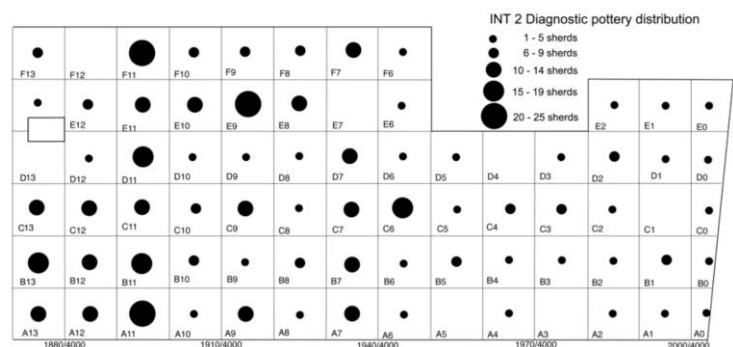 INT 2 Diagnostic pottery distribution
1 - 5 sherds
6 - 9 sherds
10 - 14 sherds
15 - 19 sherds
20 - 25 sherds
F13 F12 F11 F10 F9 F8 F7 F6
E12 E11 E10 E9 E8 E7 E6 E2 E1 E0
D13 D12 D11 D10 D9 D8 D7 D6 D5 D4 D3 D2 D1 D0
C13 C12 C11 C10 C9 C8 C7 C6 C5 C4 C3 C2 C1 C0
B13 B12 B11 B10 B9 B8 B7 B6 B5 B4 B3 B2 B1 B0
A13 A12 A11 A10 A9 A8 A7 A6 A5 A4 A3 A2 A1 A0
1880/4000 1910/4000 1940/4000 1970/4000 2000/4000